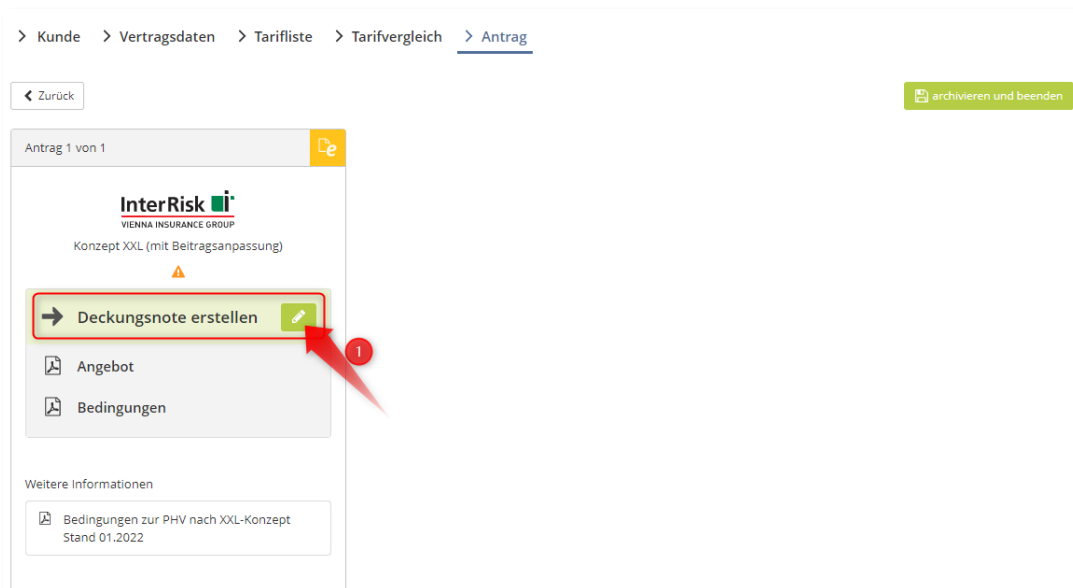 Kunde Vertragsdaten Tarifliste Tarifvergleich Antrag
Zurück
archivieren und beenden
Antrag 1 von 1
InterRisk
VIENNA INSURANCE GROUP
Konzept XXL (mit Beitragsanpassung)
Deckungsnote erstellen
1
Angebot
Bedingungen
Weitere Informationen
Bedingungen zur PHV nach XXL-Konzept
Stand 01.2022